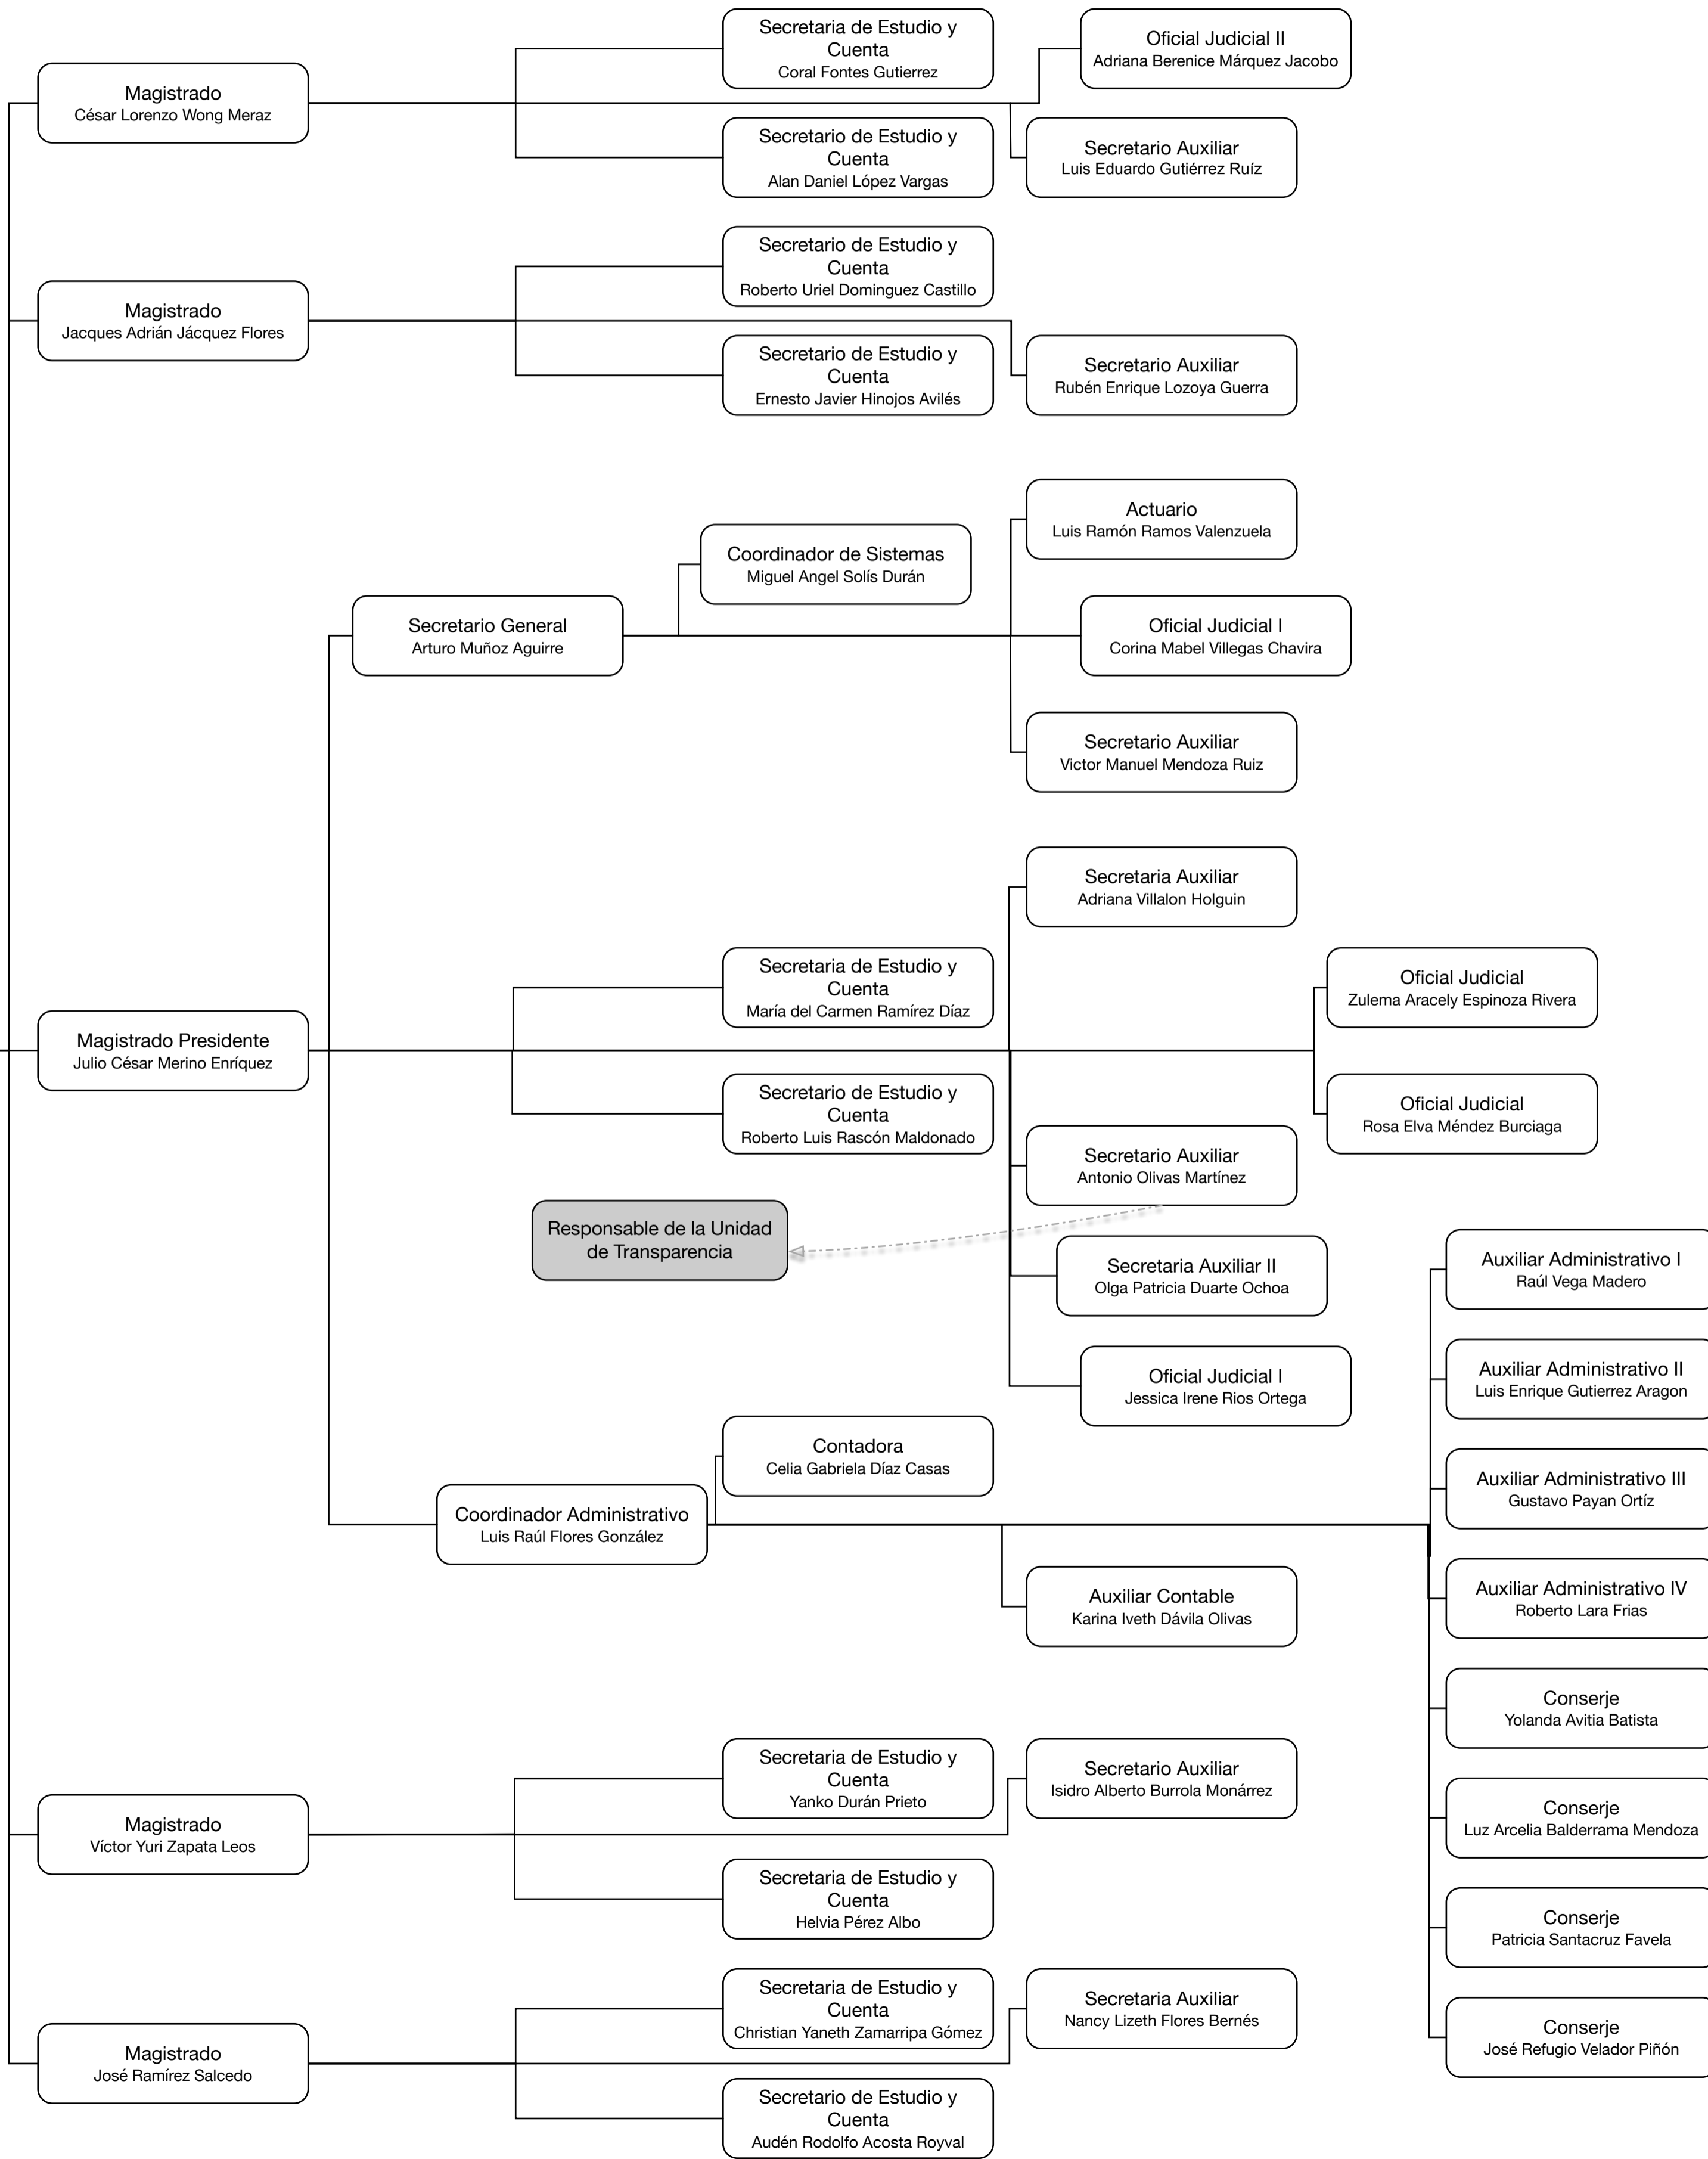 Secretaria de Estudio y
Cuenta
Coral Fontes Gutierrez
Oficial Judicial II
Adriana Berenice Márquez Jacobo
Magistrado
César Lorenzo Wong Meraz
Secretario de Estudio y
Cuenta
Alan Daniel López Vargas
Secretario Auxiliar
Luis Eduardo Gutiérrez Ruíz
Secretario de Estudio y
Cuenta
Roberto Uriel Dominguez Castillo
Magistrado
Jacques Adrián Jácquez Flores
Secretario de Estudio y
Cuenta
Ernesto Javier Hinojos Avilés
Secretario Auxiliar
Rubén Enrique Lozoya Guerra
Actuario
Luis Ramón Ramos Valenzuela
Coordinador de Sistemas
Miguel Angel Solís Durán
Secretario General
Arturo Muñoz Aguirre
Oficial Judicial I
Corina Mabel Villegas Chavira
Secretario Auxiliar
Victor Manuel Mendoza Ruiz
Secretaria Auxiliar
Adriana Villalon Holguin
Secretaria de Estudio y
Cuenta
María del Carmen Ramírez Díaz
Oficial Judicial
Zulema Aracely Espinoza Rivera
Magistrado Presidente
Julio César Merino Enríquez
Secretario de Estudio y
Cuenta
Roberto Luis Rascón Maldonado
Oficial Judicial
Rosa Elva Méndez Burciaga
Secretario Auxiliar
Antonio Olivas Martínez
Responsable de la Unidad
de Transparencia
Secretaria Auxiliar II
Olga Patricia Duarte Ochoa
Auxiliar Administrativo I
Raúl Vega Madero
Oficial Judicial I
Jessica Irene Rios Ortega
Auxiliar Administrativo II
Luis Enrique Gutierrez Aragon
Contadora
Celia Gabriela Díaz Casas
Auxiliar Administrativo III
Gustavo Payan Ortíz
Coordinador Administrativo
Luis Raúl Flores González
Auxiliar Contable
Karina Iveth Dávila Olivas
Auxiliar Administrativo IV
Roberto Lara Frias
Conserje
Yolanda Avitia Batista
Secretaria de Estudio y
Cuenta
Yanko Durán Prieto
Secretario Auxiliar
Isidro Alberto Burrola Monárrez
Conserje
Luz Arcelia Balderrama Mendoza
Magistrado
Víctor Yuri Zapata Leos
Secretaria de Estudio y
Cuenta
Helvia Pérez Albo
Conserje
Patricia Santacruz Favela
Secretaria de Estudio y
Cuenta
Christian Yaneth Zamarripa Gómez
Secretaria Auxiliar
Nancy Lizeth Flores Bernés
Conserje
José Refugio Velador Piñón
Magistrado
José Ramírez Salcedo
Secretario de Estudio y
Cuenta
Audén Rodolfo Acosta Royval